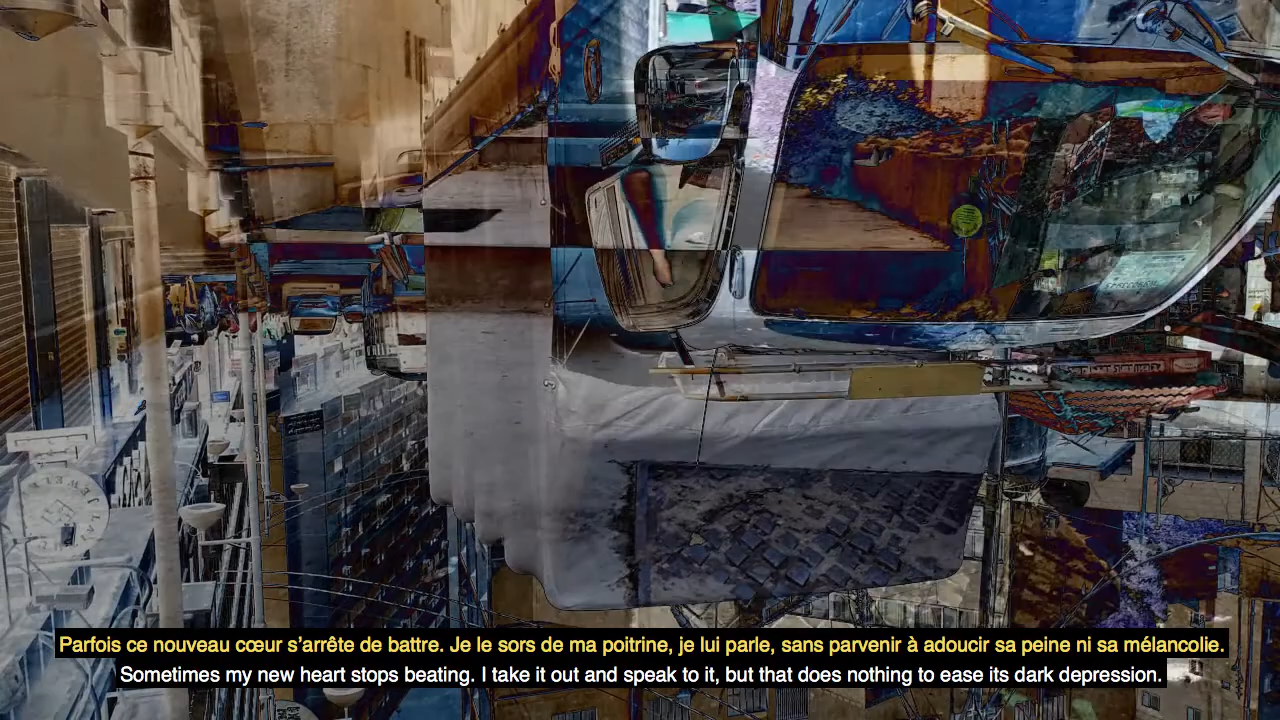 Parfois ce nouveau cœur s’arrête de battre. Je le sors de ma poitrine, je lui parle, sans parvenir à adoucir sa peine ni sa mélancolie.
Sometimes my new heart stops beating. I take it out and speak to it, but that does nothing to ease its dark depression.